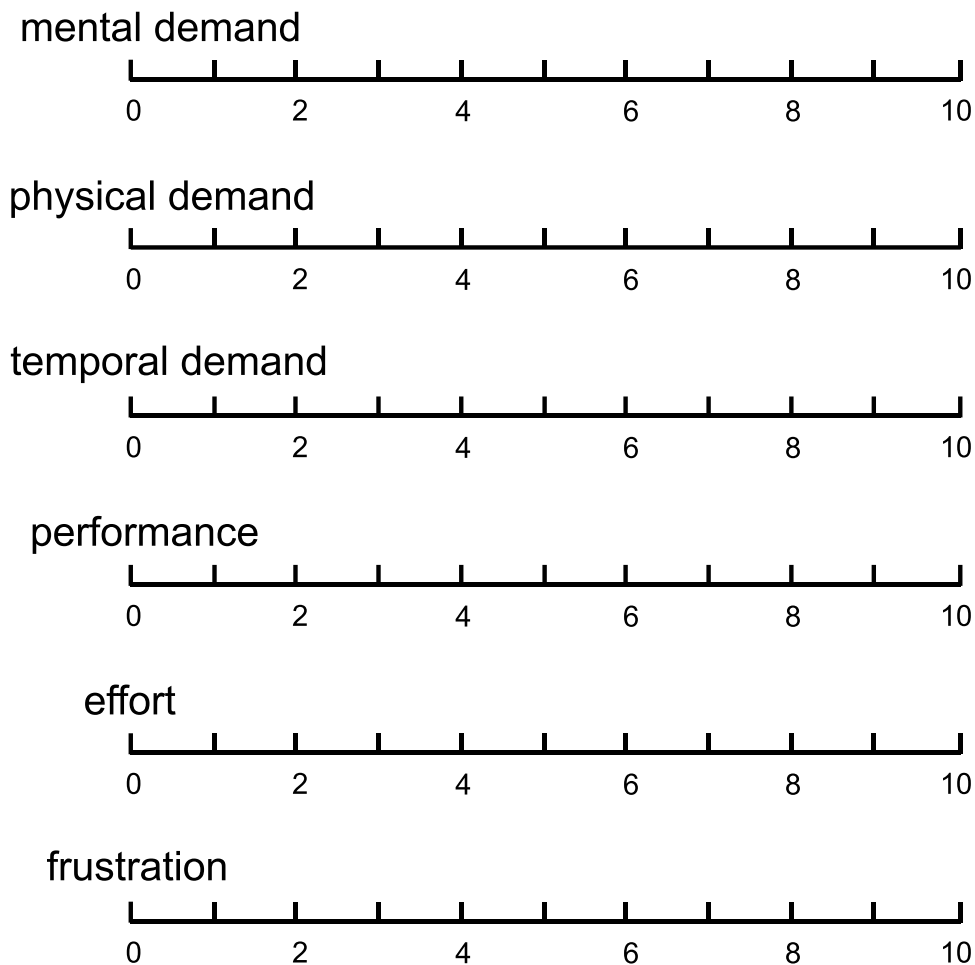 mental demand
0 2 4 6 8 10
physical demand
0 2 4 6 8 10
temporal demand
0 2 4 6 8 10
performance
0 2 4 6 8 10
effort
0 2 4 6 8 10
frustration
0 2 4 6 8 10